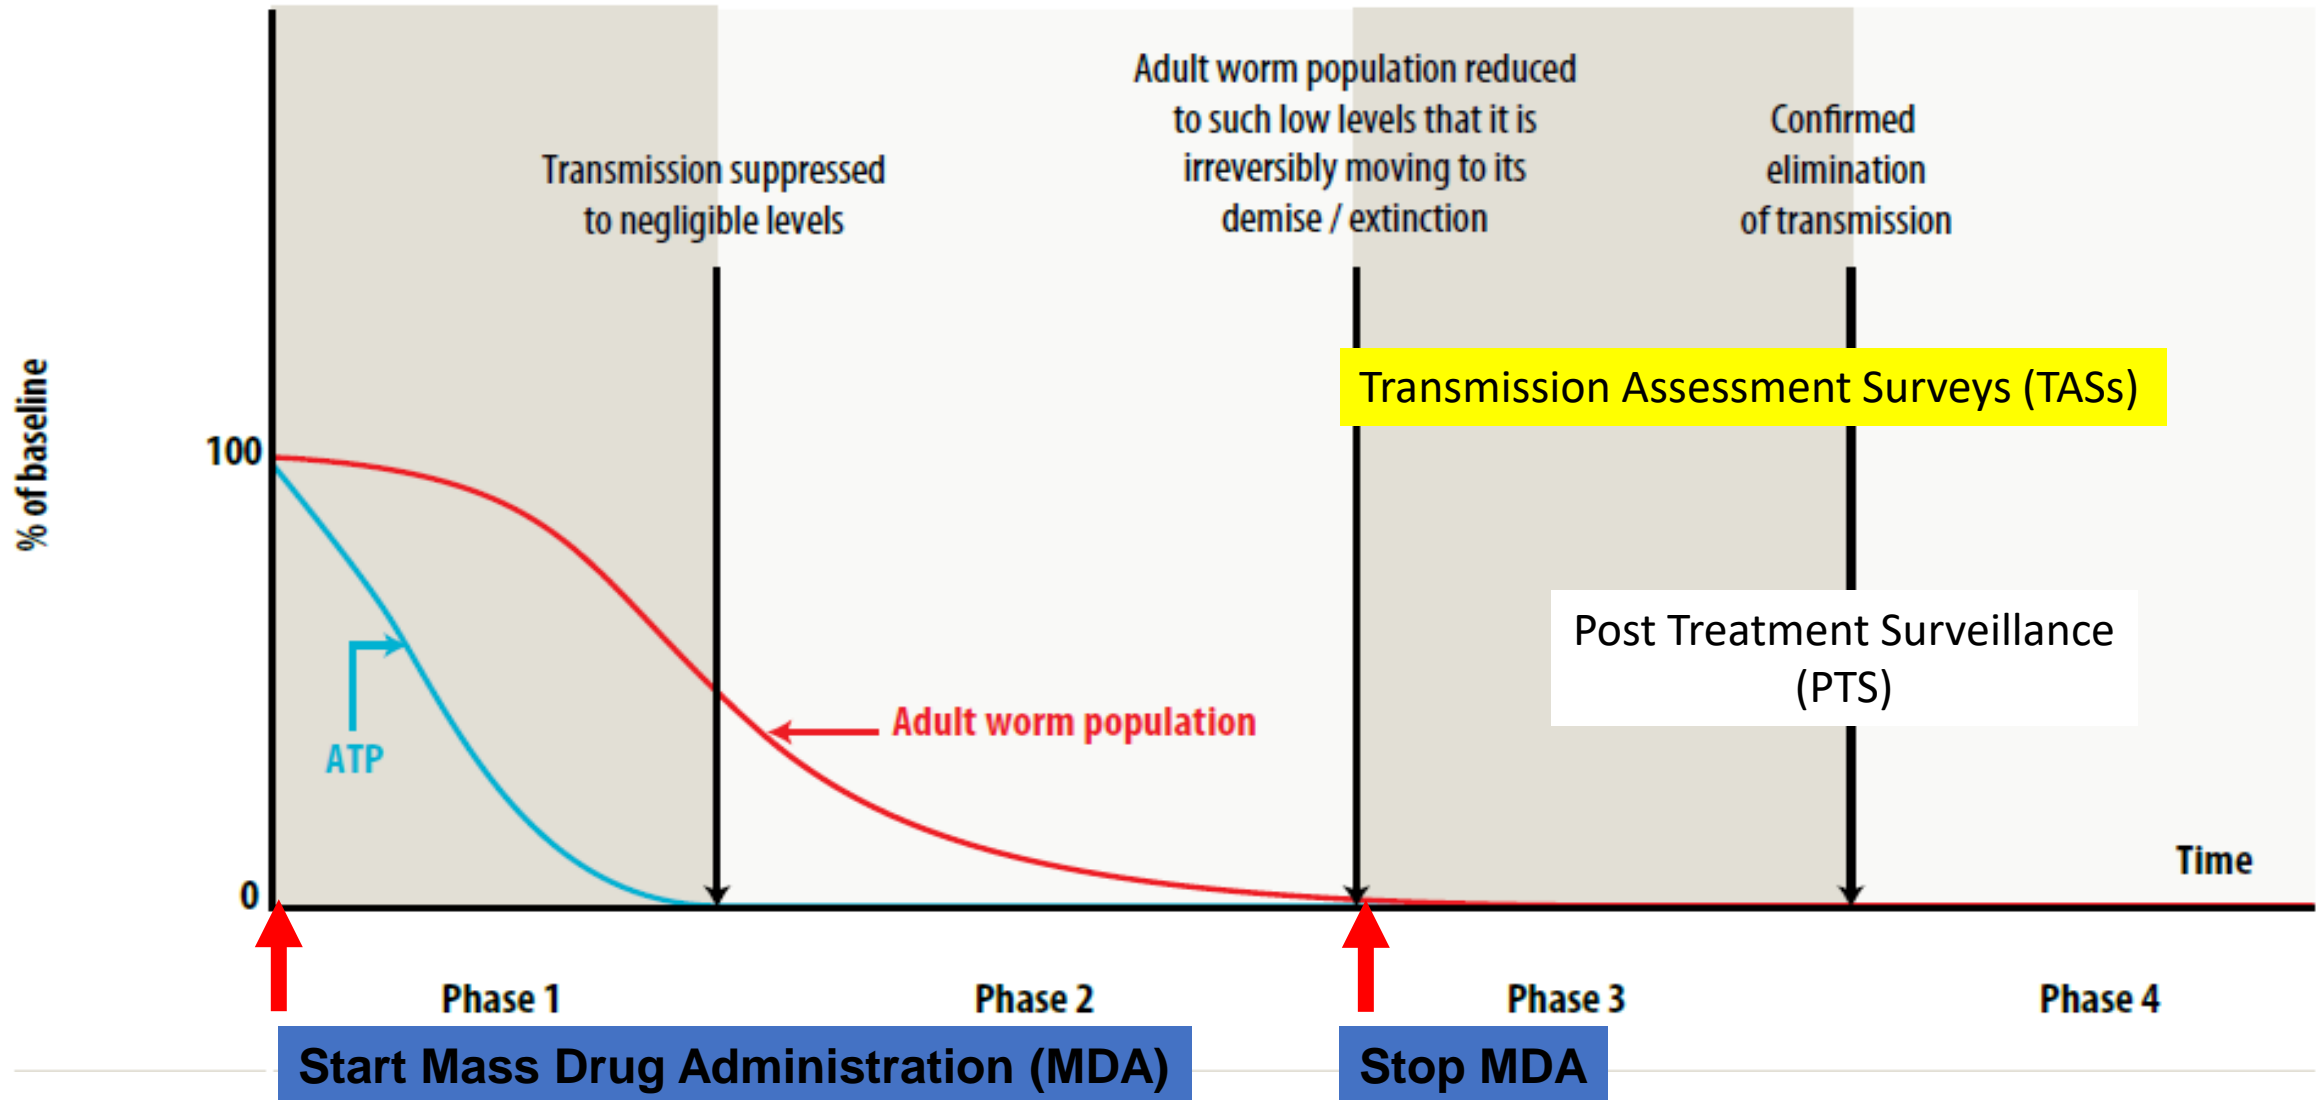 Adult worm population reduced
to such low levels that it is
irreversibly moving to its
demise / extinction
Confirmed
elimination
of transmission
Transmission suppressed
to negligible levels
Transmission Assessment Surveys (TASs)
% of baseline
100
Post Treatment Surveillance
(PTS)
Adult worm population
ATP
Time
0
Phase 1
Phase 2
Phase 3
Phase 4
Start Mass Drug Administration (MDA)
Stop MDA